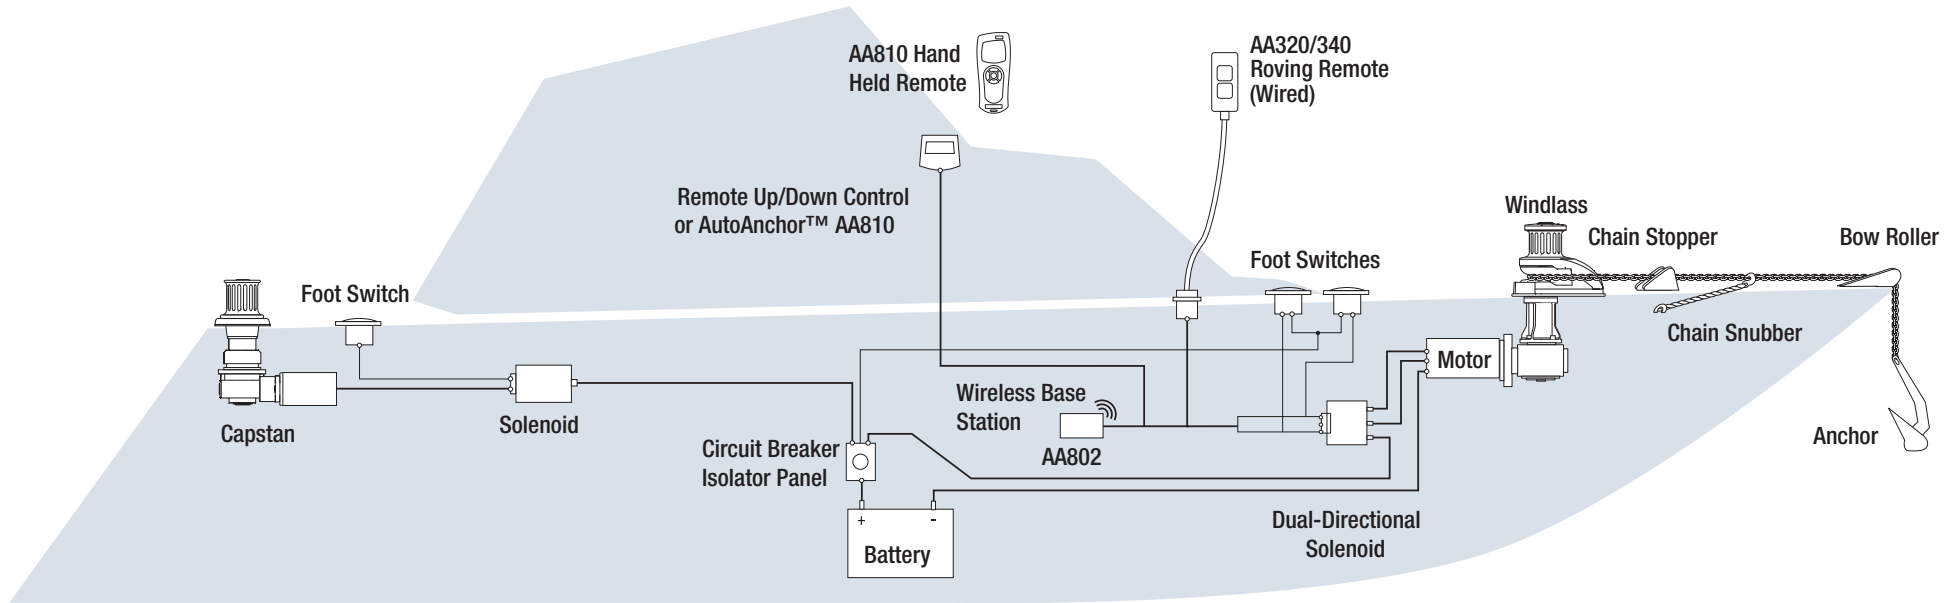 AA810 Hand
Held Remote
AA320/340
Roving Remote
(Wired)
Remote Up/Down Control
or AutoAnchor™ AA810
Windlass
Chain Stopper
Bow Roller
Foot Switches
Foot Switch
Chain Snubber
Motor
Wireless Base
Station
AA802
Solenoid
Capstan
Anchor
Circuit Breaker
Isolator Panel
+ -
Battery
Dual-Directional
Solenoid